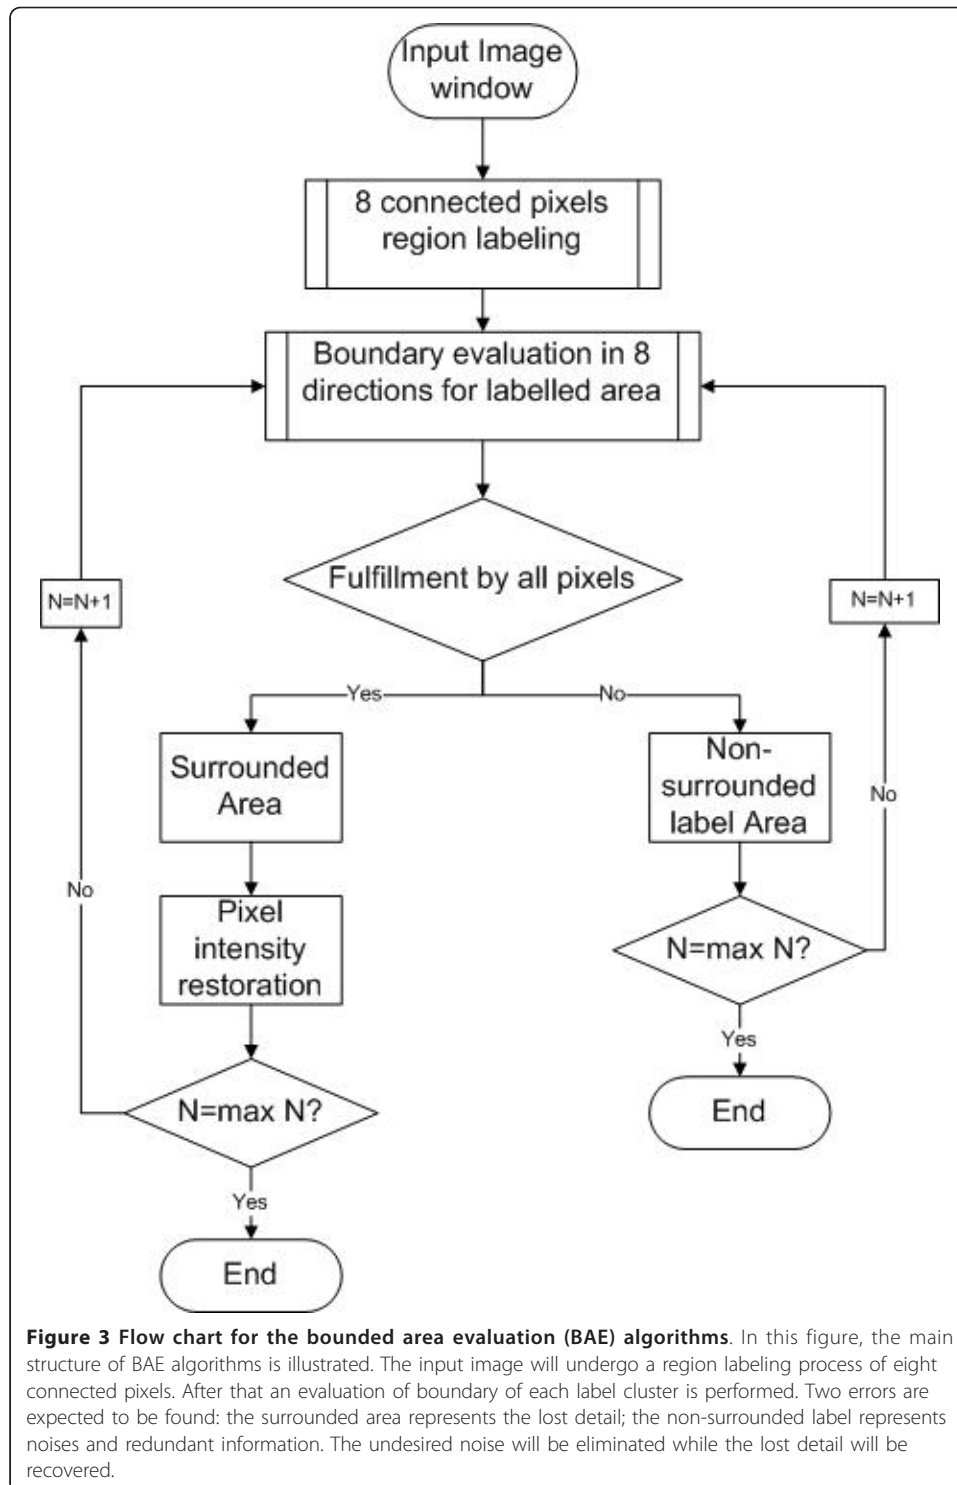 Input Image
window
8 connected pixels
region labeling
Boundary evaluation in 8
directions for labelled area
Fulfillment by all pixels
N=N+1
N=N+1
Yes
No
Surrounded
Area
Non-
surrounded
label Area
No
No
Pixel
intensity
restoration
N=max N?
Yes
End
N=max N?
Yes
End
Figure 3 Flow chart for the bounded area evaluation (BAE) algorithms. In this figure, the main
structure of BAE algorithms is illustrated. The input image will undergo a region labeling process of eight
connected pixels. After that an evaluation of boundary of each label cluster is performed. Two errors are
expected to be found: the surrounded area represents the lost detail; the non-surrounded label represents
noises and redundant information. The undesired noise will be eliminated while the lost detail will be
recovered.